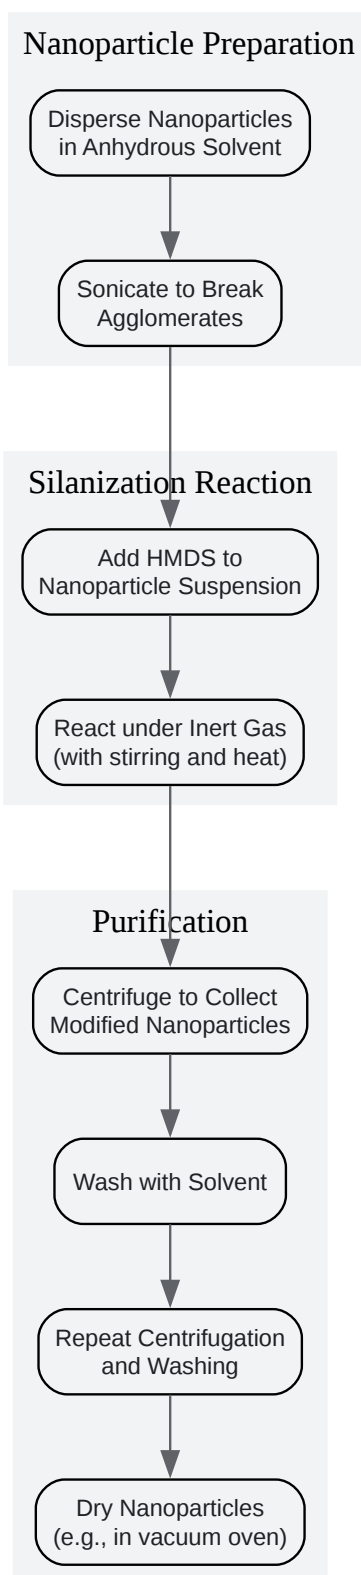 Nanoparticle Preparation
Disperse Nanoparticles
in Anhydrous Solvent
Sonicate to Break
Agglomerates
Silanization Reaction
Add HMDS to
Nanoparticle Suspension
React under Inert Gas
(with stirring and heat)
Purification
Centrifuge to Collect
Modified Nanoparticles
Wash with Solvent
Repeat Centrifugation
and Washing
Dry Nanoparticles
(e.g., in vacuum oven)